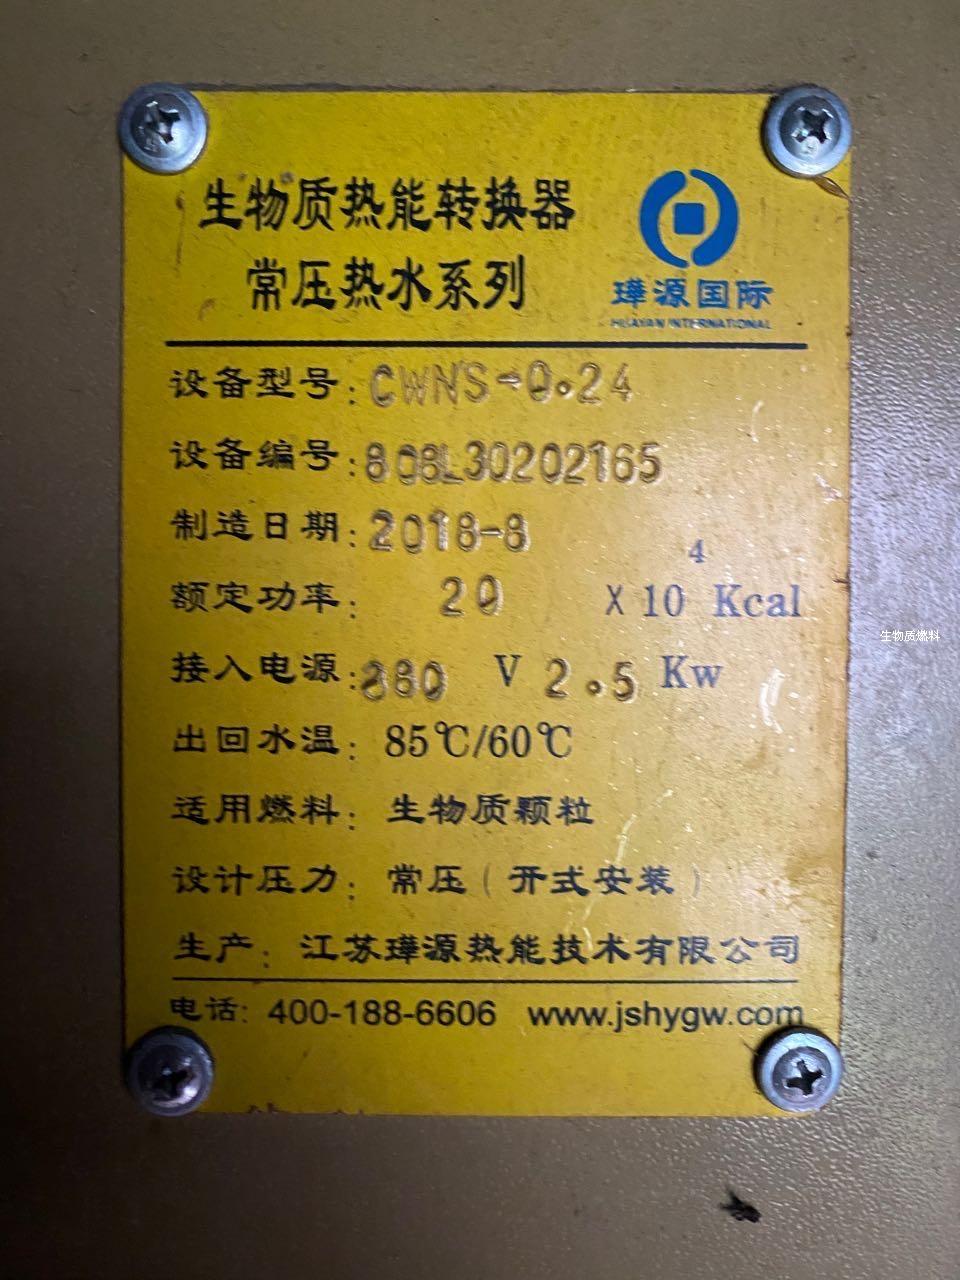 生物质热能转换器
常压热水系列
璍源国际
HUAYAN INTERNATIONAL
设备型号: CWNS-0.24
设备编号: 808L30202165
制造日期: 2018-8
额定功率: 20 X 10⁴ Kcal
接入电源: 380 V 2.5 Kw
出回水温: 85℃/60℃
适用燃料: 生物质颗粒
设计压力: 常压(开式安装)
生产: 江苏璍源热能技术有限公司
电话: 400-188-6606 www.jshygw.com
生物质燃料